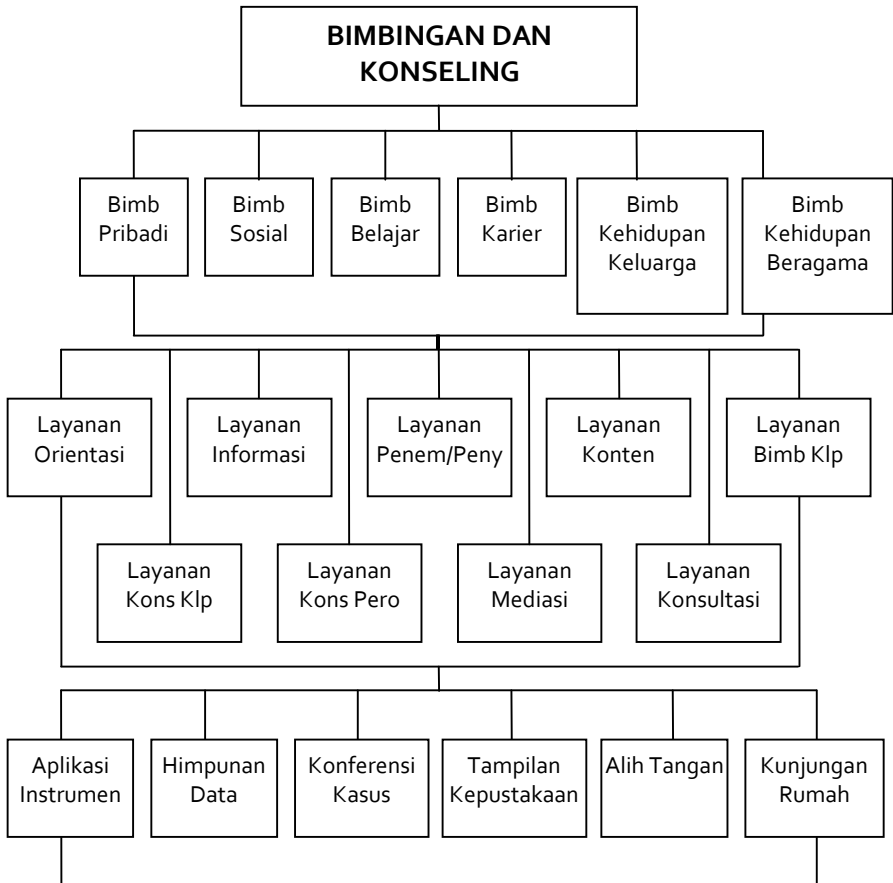 BIMBINGAN DAN
KONSELING
Bimb
Pribadi
Bimb
Sosial
Bimb
Belajar
Bimb
Karier
Bimb
Kehidupan
Keluarga
Bimb
Kehidupan
Beragama
Layanan
Orientasi
Layanan
Informasi
Layanan
Penem/Peny
Layanan
Konten
Layanan
Bimb Klp
Layanan
Kons Klp
Layanan
Kons Pero
Layanan
Mediasi
Layanan
Konsultasi
Aplikasi
Instrumen
Himpunan
Data
Konferensi
Kasus
Tampilan
Kepustakaan
Alih Tangan
Kunjungan
Rumah